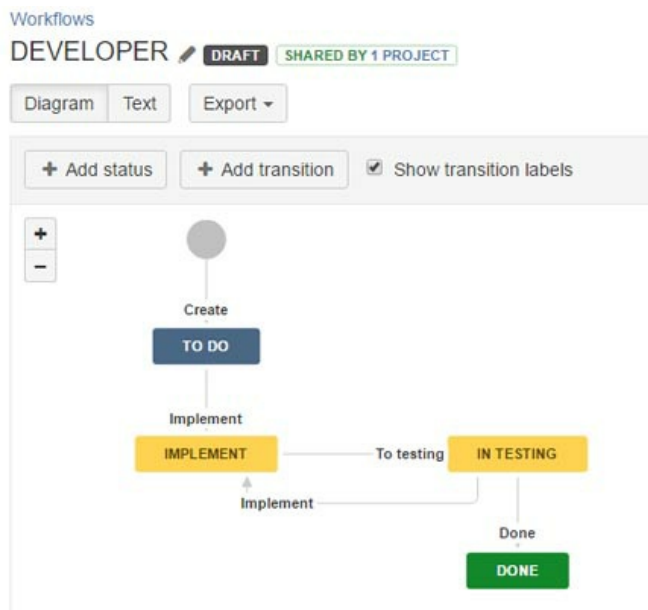 Workflows
DEVELOPER DRAFT SHARED BY 1 PROJECT
Diagram Text Export
+ Add status + Add transition Show transition labels
+
−
Create
TO DO
Implement
IMPLEMENT To testing IN TESTING
Implement
Done
DONE